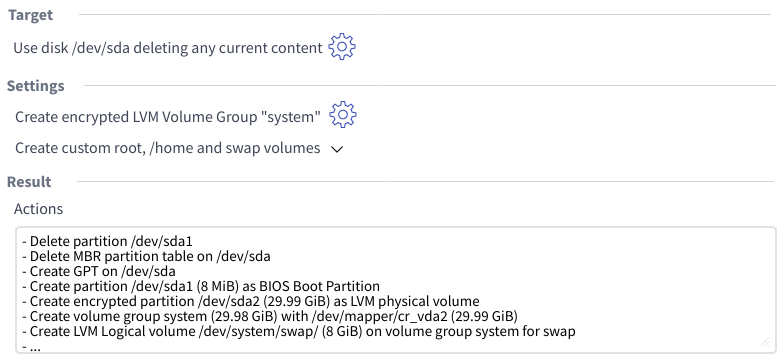 Target
Use disk /dev/sda deleting any current content
Settings
Create encrypted LVM Volume Group "system"
Create custom root, /home and swap volumes
Result
Actions
- Delete partition /dev/sda1
- Delete MBR partition table on /dev/sda
- Create GPT on /dev/sda
- Create partition /dev/sda1 (8 MiB) as BIOS Boot Partition
- Create encrypted partition /dev/sda2 (29.99 GiB) as LVM physical volume
- Create volume group system (29.98 GiB) with /dev/mapper/cr_vda2 (29.99 GiB)
- Create LVM Logical volume /dev/system/swap/ (8 GiB) on volume group system for swap
- ...